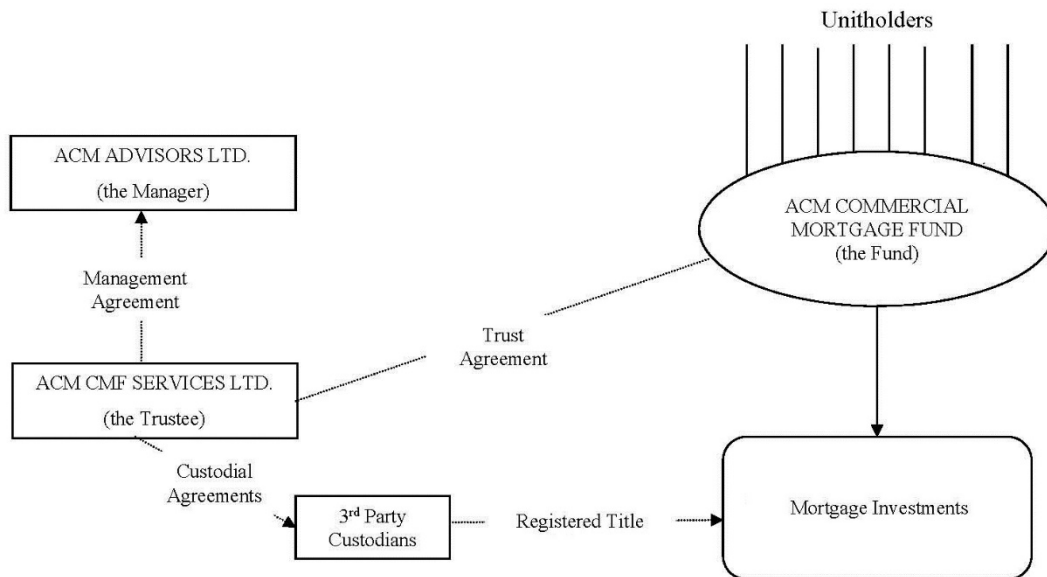 Unitholders
ACM ADVISORS LTD.
(the Manager)
ACM COMMERCIAL
MORTGAGE FUND
(the Fund)
Management
Agreement
Trust
Agreement
ACM CMF SERVICES LTD.
(the Trustee)
Custodial
Agreements
3rd Party
Custodians
Registered Title
Mortgage Investments